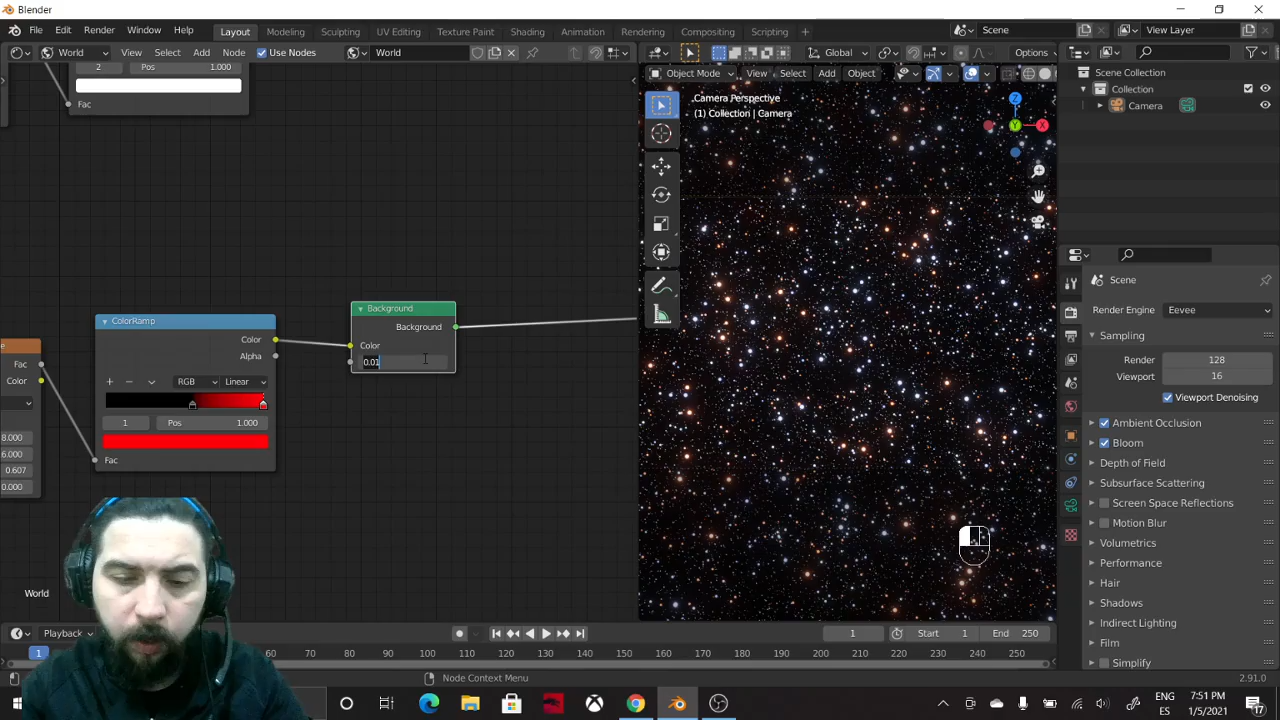 Blender
File Edit Render Window Help
Layout Modeling Sculpting UV Editing Texture Paint Shading Animation Rendering Compositing Scripting
Scene View Layer
World View Select Add Node Use Nodes World
Global Options
Object Mode View Select Add Object
2 Pos 1.000
Fac
Camera Perspective
(1) Collection | Camera
Z
Y
X
Scene Collection
Collection
Camera
Scene
Render Engine Eevee
Sampling
Render 128
Viewport 16
Viewport Denoising
Ambient Occlusion
Bloom
Depth of Field
Subsurface Scattering
Screen Space Reflections
Motion Blur
Volumetrics
Performance
Hair
Shadows
Indirect Lighting
Film
Simplify
Background
Background
Color
0.01
ColorRamp
Color
Alpha
RGB Linear
1 Pos 1.000
Fac
e
Fac
Color
8.000
6.000
0.607
0.000
World
Playback
1 Start 1 End 250
1 60 70 80 90 100 110 120 130 140 150 160 170 180 190 200 210 220 230 240 250
Node Context Menu
2.91.0
ENG
ES
7:51 PM
1/5/2021